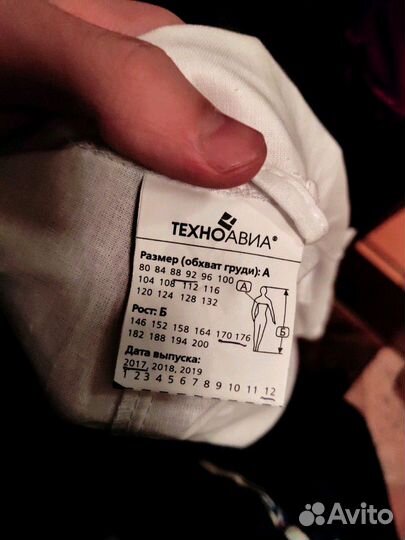 ТЕХНОАВИА®
Размер (обхват груди): А
80 84 88 92 96 100
104 108 112 116
120 124 128 132
А
Рост: Б
146 152 158 164 170 176
182 188 194 200
Б
Дата выпуска:
2017, 2018, 2019
1 2 3 4 5 6 7 8 9 10 11 12
Avito